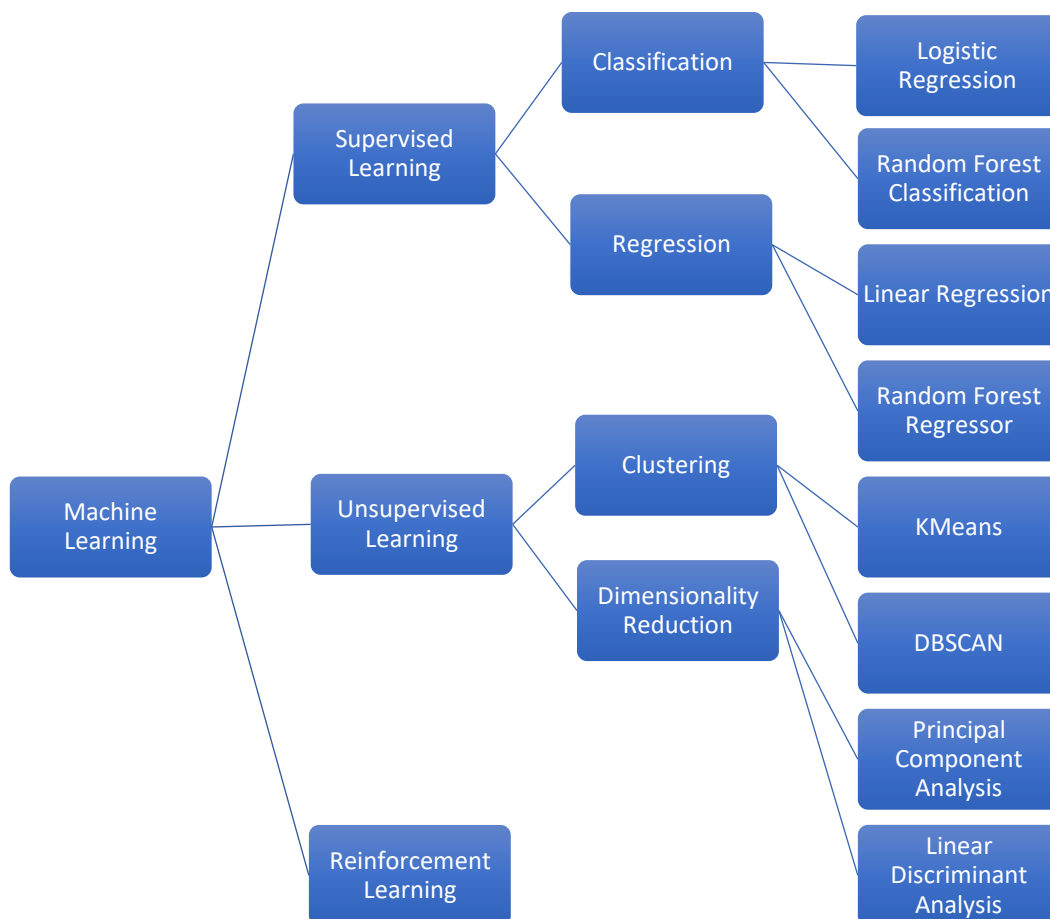 Machine
Learning
Supervised
Learning
Classification
Logistic
Regression
Random Forest
Classification
Regression
Linear Regression
Random Forest
Regressor
Unsupervised
Learning
Clustering
KMeans
DBSCAN
Dimensionality
Reduction
Principal
Component
Analysis
Linear
Discriminant
Analysis
Reinforcement
Learning